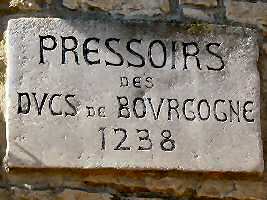 PRESSOIRS
DES
DVCS DE BOVRGOGNE
1238